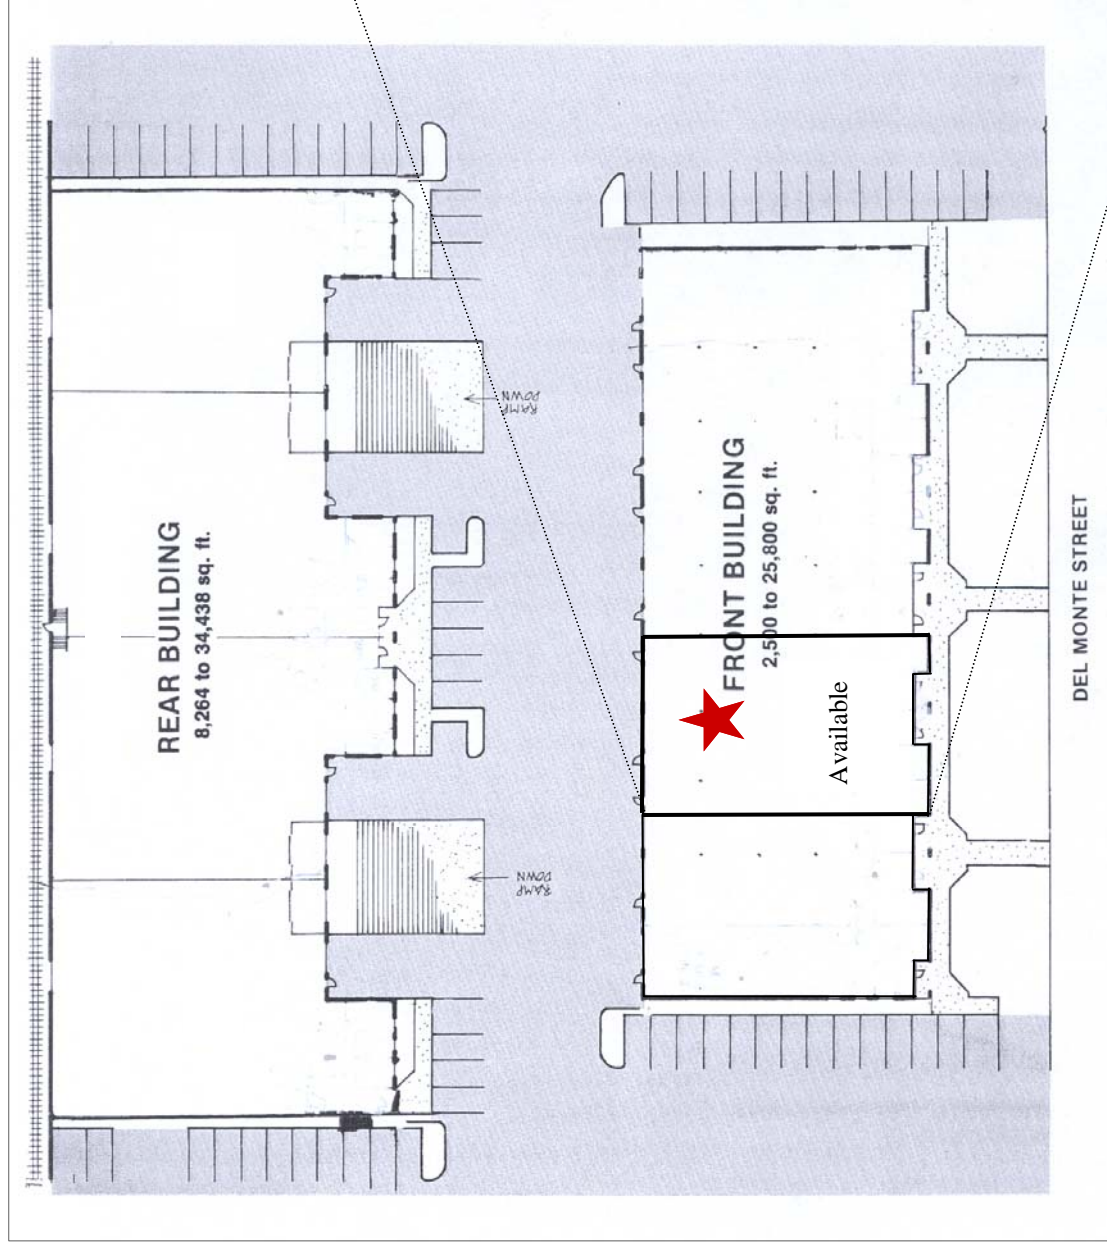 REAR BUILDING
8,264 to 34,438 sq. ft.
RAMP
DOWN
RAMP
DOWN
FRONT BUILDING
2,500 to 25,800 sq. ft.
Available
DEL MONTE STREET